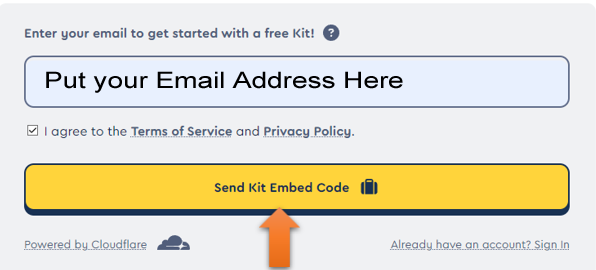 Enter your email to get started with a free Kit! ?
Put your Email Address Here
I agree to the Terms of Service and Privacy Policy.
Send Kit Embed Code
Powered by Cloudflare Already have an account? Sign In